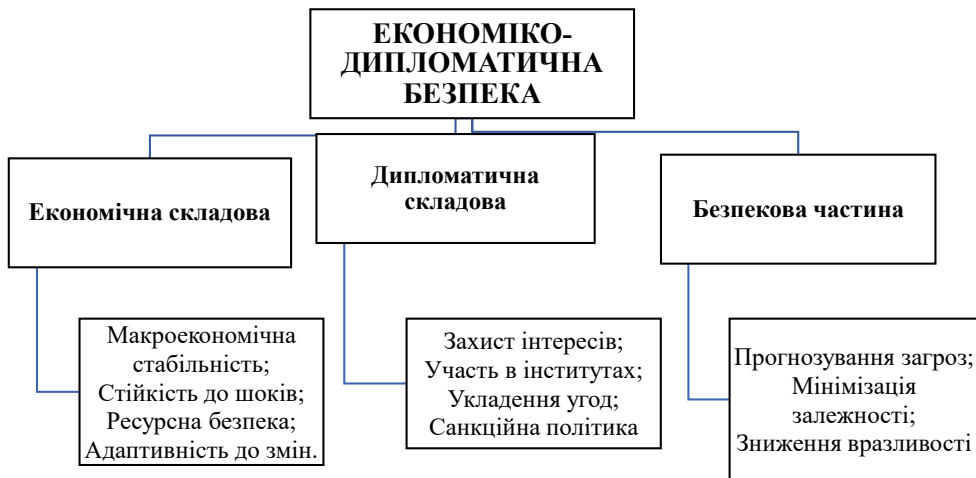 ЕКОНОМІКО-
ДИПЛОМАТИЧНА
БЕЗПЕКА
Економічна складова
Дипломатична
складова
Безпекова частина
Макроекономічна
стабільність;
Стійкість до шоків;
Ресурсна безпека;
Адаптивність до змін.
Захист інтересів;
Участь в інститутах;
Укладення угод;
Санкційна політика
Прогнозування загроз;
Мінімізація
залежності;
Зниження вразливості